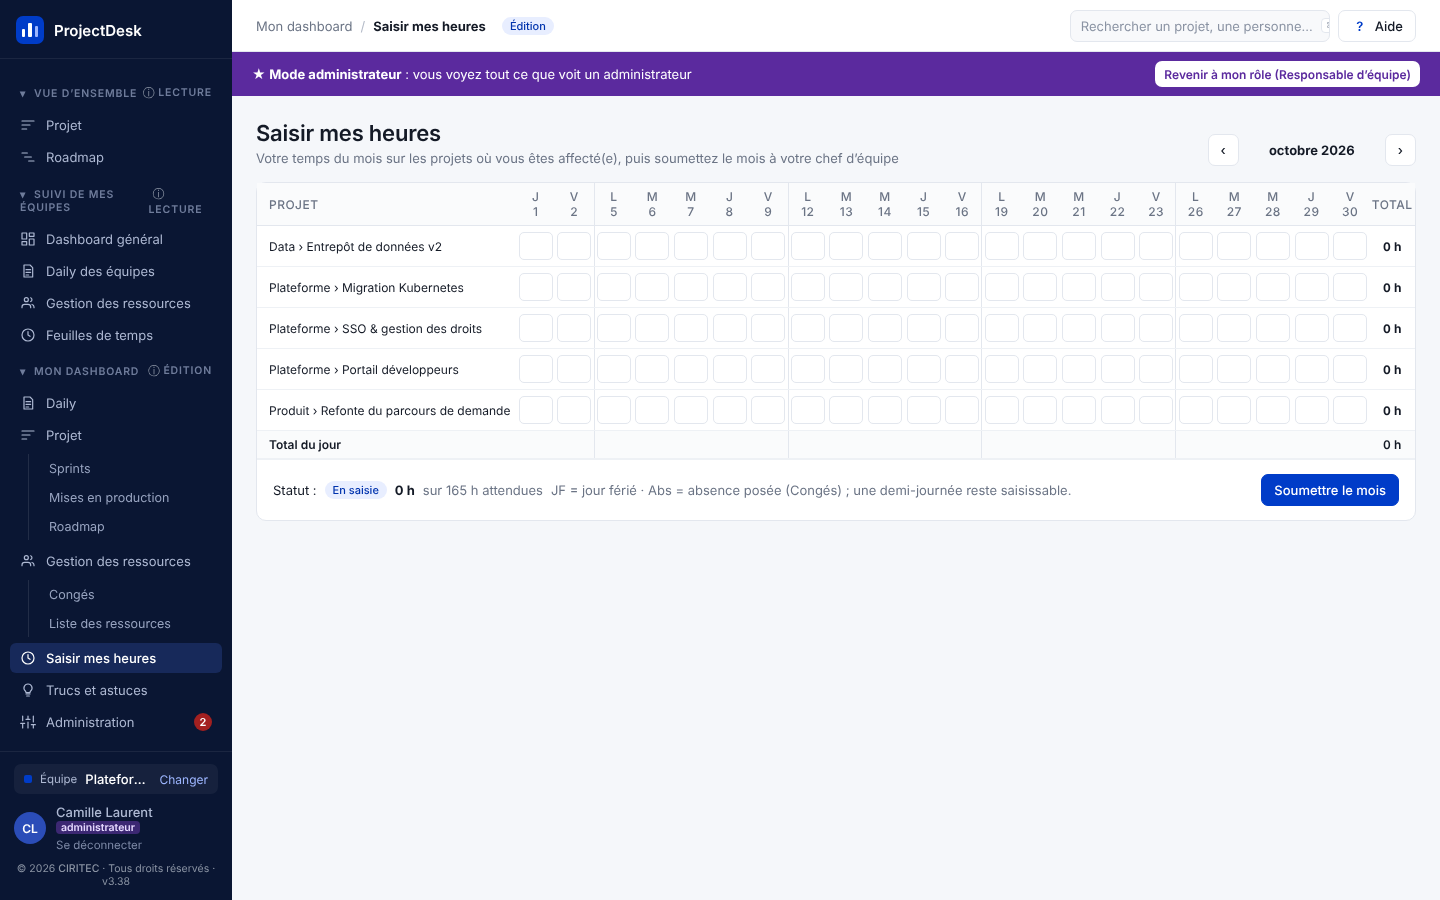 ProjectDesk
▼ VUE D'ENSEMBLE ⓘ LECTURE
Projet
Roadmap
▼ SUIVI DE MES ÉQUIPES ⓘ LECTURE
Dashboard général
Daily des équipes
Gestion des ressources
Feuilles de temps
▼ MON DASHBOARD ⓘ ÉDITION
Daily
Projet
Sprints
Mises en production
Roadmap
Gestion des ressources
Congés
Liste des ressources
Saisir mes heures
Trucs et astuces
Administration 2
Équipe Platefor... Changer
CL Camille Laurent
administrateur
Se déconnecter
© 2026 CIRITEC · Tous droits réservés ·
v3.38
Mon dashboard / Saisir mes heures Édition
Rechercher un projet, une personne...
? Aide
★ Mode administrateur : vous voyez tout ce que voit un administrateur
Revenir à mon rôle (Responsable d'équipe)
Saisir mes heures
Votre temps du mois sur les projets où vous êtes affecté(e), puis soumettez le mois à votre chef d'équipe
‹ octobre 2026 ›
J V L M M J V L M M J V L M M J V L M M J V
PROJET 1 2 5 6 7 8 9 12 13 14 15 16 19 20 21 22 23 26 27 28 29 30 TOTAL
Data › Entrepôt de données v2 0 h
Plateforme › Migration Kubernetes 0 h
Plateforme › SSO & gestion des droits 0 h
Plateforme › Portail développeurs 0 h
Produit › Refonte du parcours de demande 0 h
Total du jour 0 h
Statut : En saisie 0 h sur 165 h attendues JF = jour férié · Abs = absence posée (Congés) ; une demi-journée reste saisissable.
Soumettre le mois